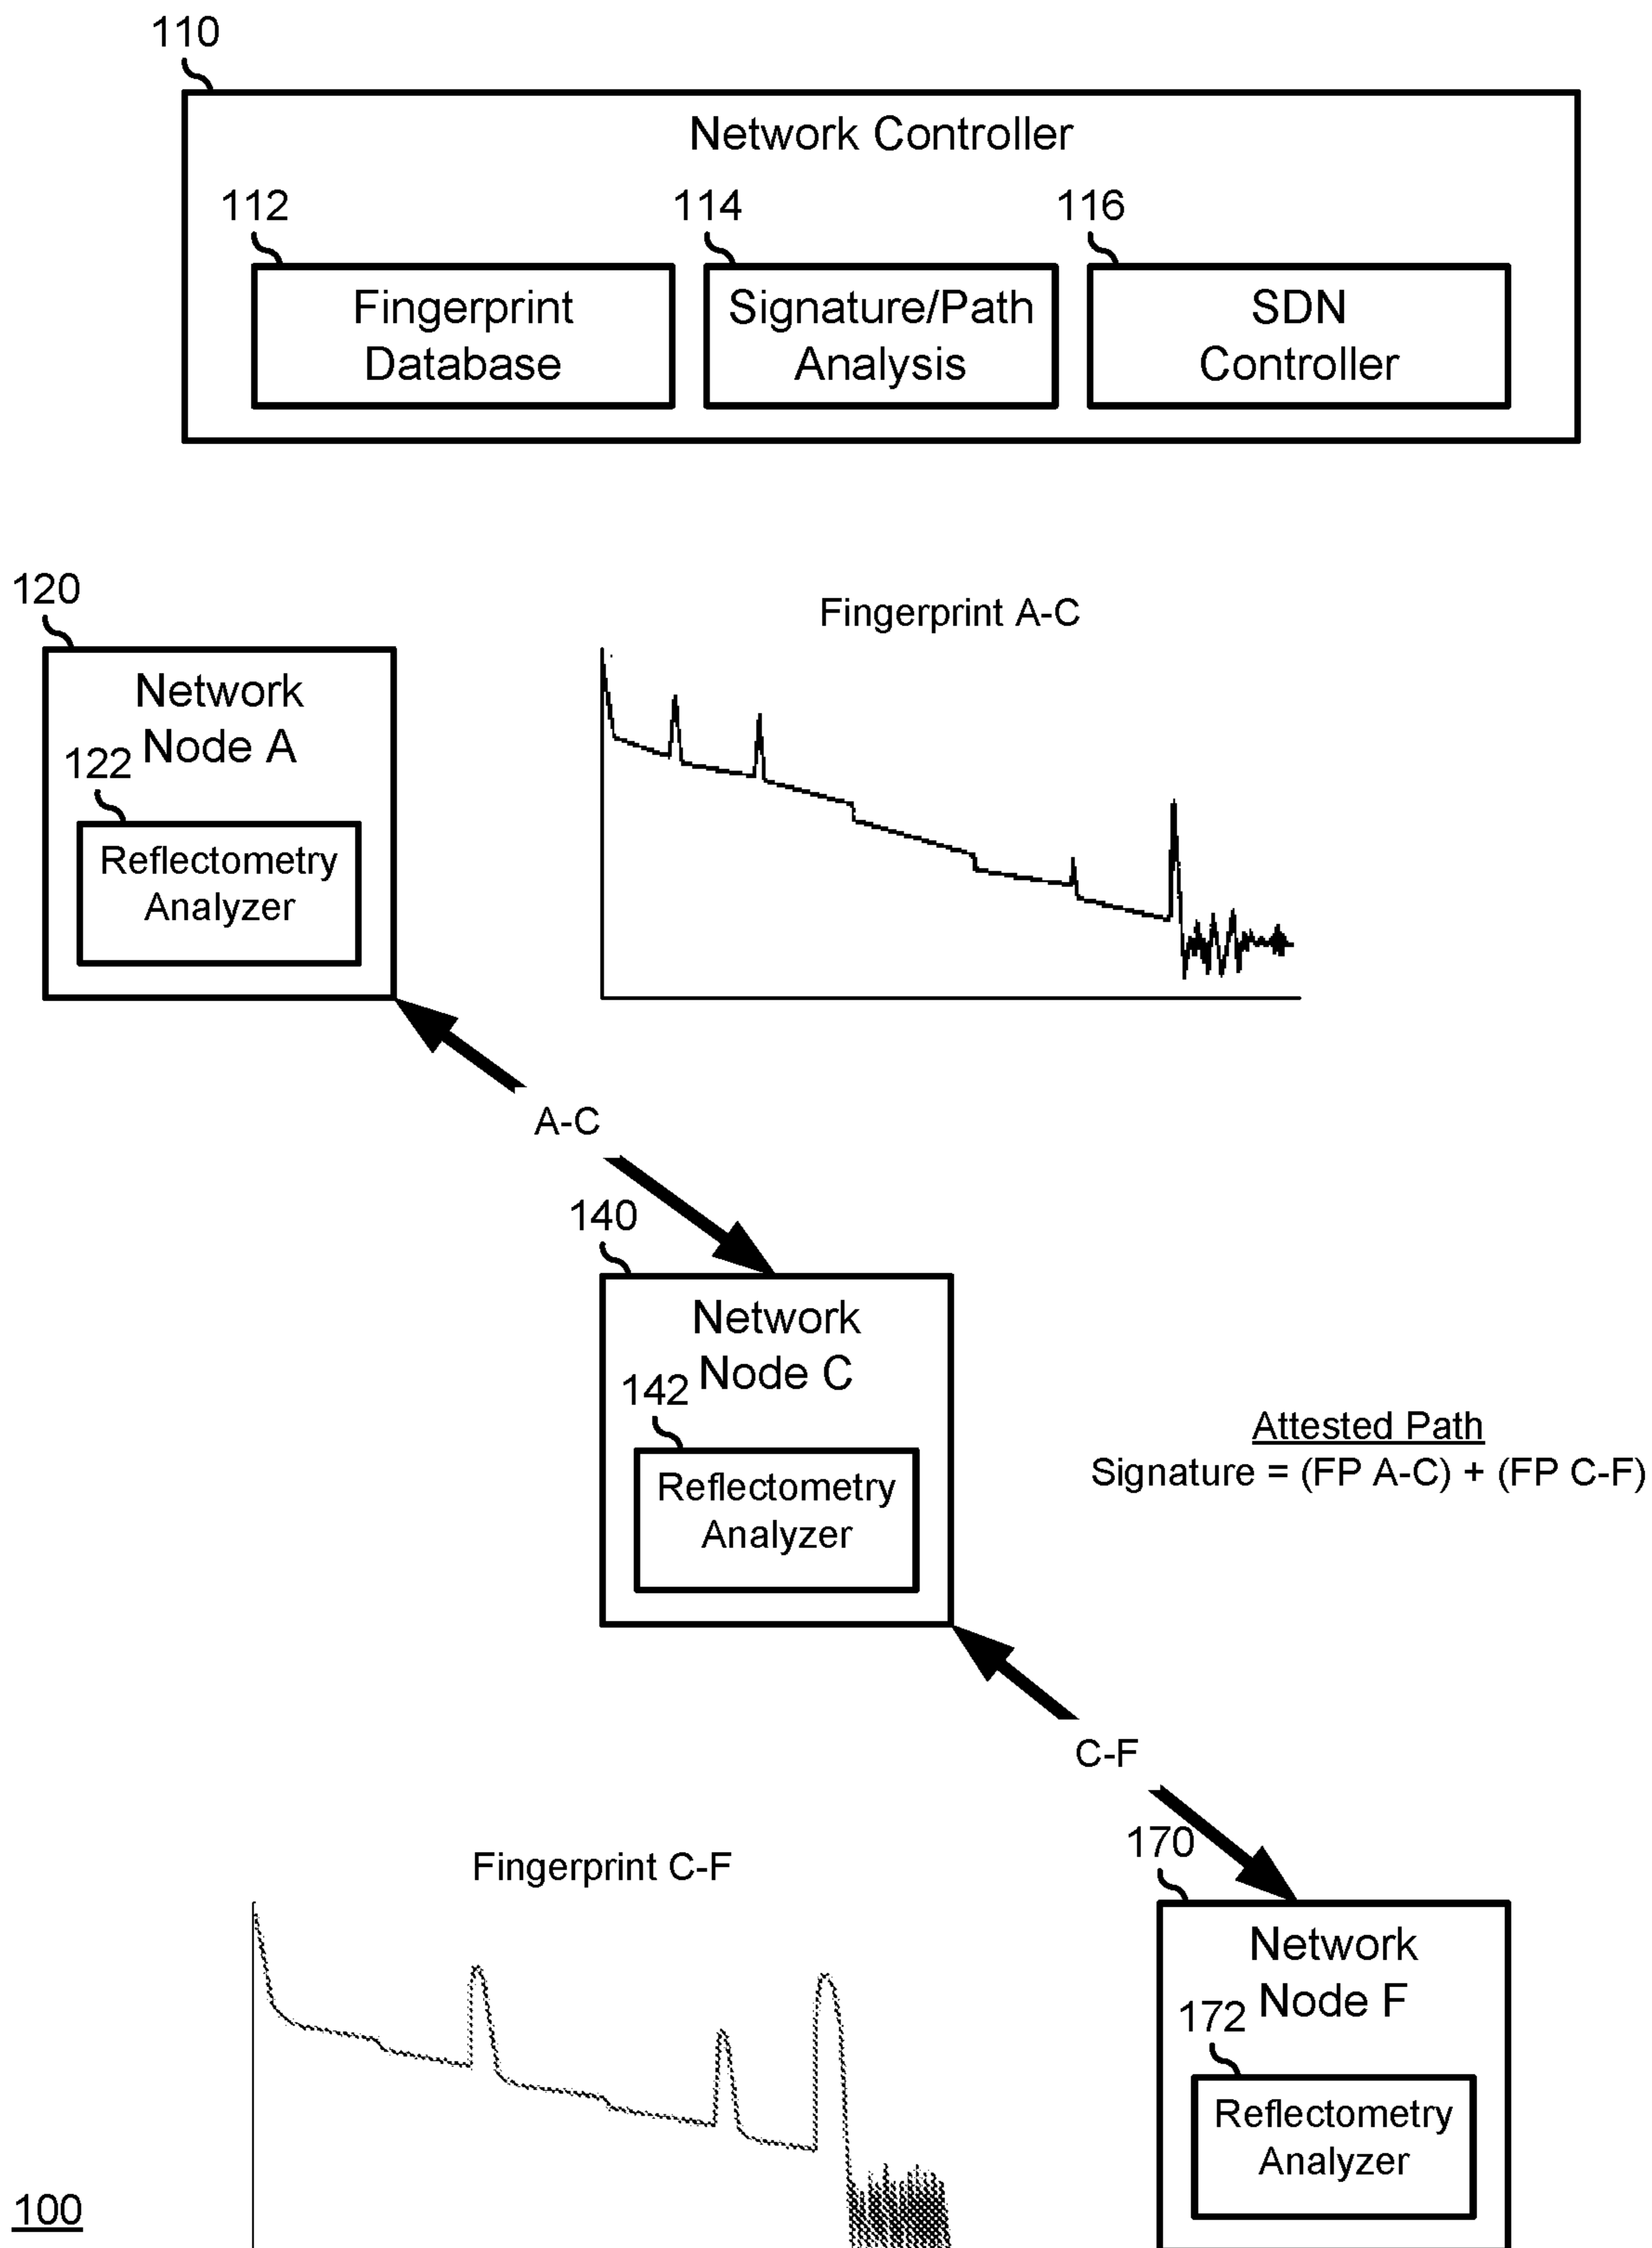 110
Network Controller
112
114
116
Fingerprint
Database
Signature/Path
Analysis
SDN
Controller
120
Network
Node A
122
Reflectometry
Analyzer
Fingerprint A-C
A-C
140
Network
Node C
142
Reflectometry
Analyzer
Attested Path
Signature = (FP A-C) + (FP C-F)
C-F
170
Network
Node F
172
Reflectometry
Analyzer
Fingerprint C-F
100